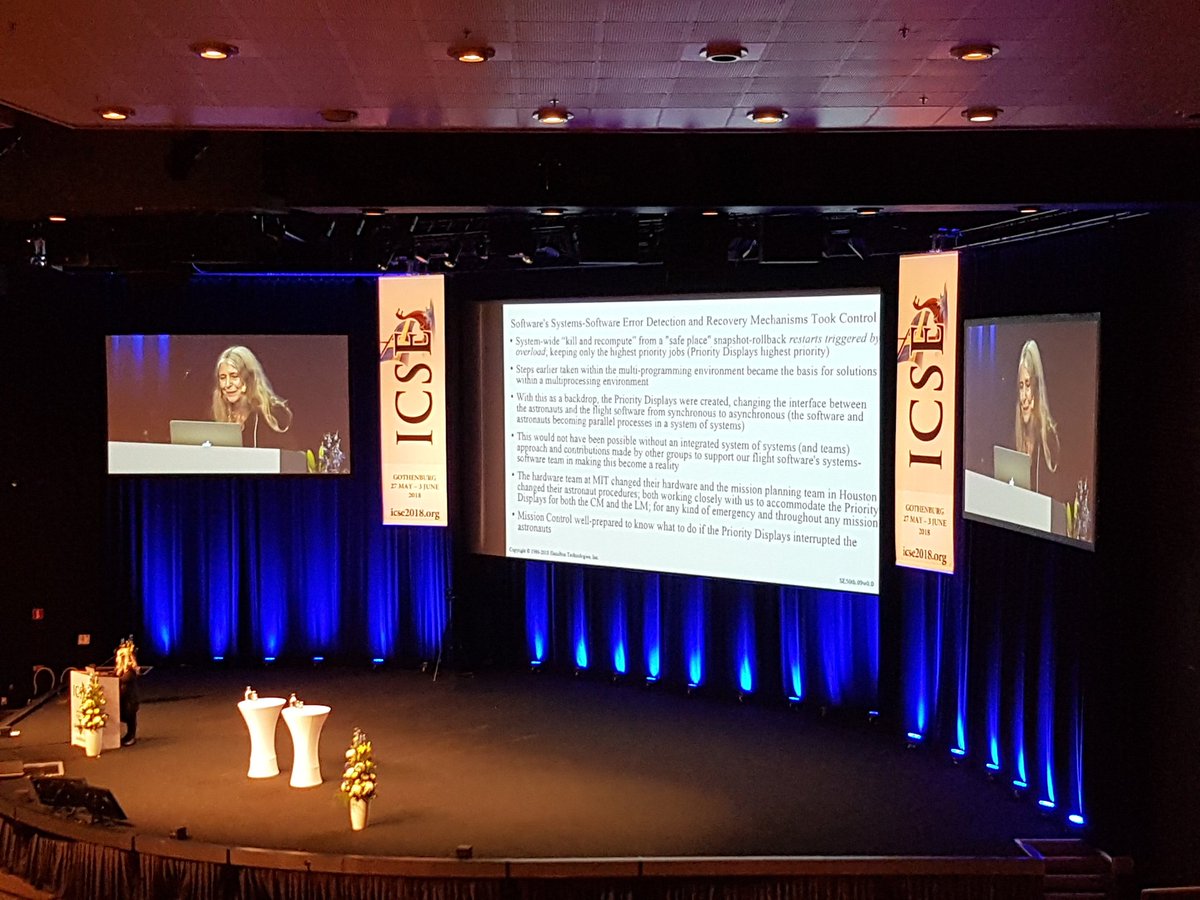 Software's Systems-Software Error Detection and Recovery Mechanisms Took Control
• System-wide "kill and recompute" from a "safe place" snapshot-rollback restarts triggered by
overload; keeping only the highest priority jobs (Priority Displays highest priority)
• Steps earlier taken within the multi-programming environment became the basis for solutions
within a multiprocessing environment
• With this as a backdrop, the Priority Displays were created, changing the interface between
the astronauts and the flight software from synchronous to asynchronous (the software and
astronauts becoming parallel processes in a system of systems)
• This would not have been possible without an integrated system of systems (and teams)
approach and contributions made by other groups to support our flight software's systems-
software team in making this become a reality
• The hardware team at MIT changed their hardware and the mission planning team in Houston
changed their astronaut procedures; both working closely with us to accommodate the Priority
Displays for both the CM and the LM; for any kind of emergency and throughout any mission
• Mission Control well-prepared to know what to do if the Priority Displays interrupted the
astronauts
Copyright © Hamilton Technologies, Inc.
ICSE
GOTHENBURG
27 MAY – 3 JUNE
2018
icse2018.org
ICSE
GOTHENBURG
27 MAY – 3 JUNE
2018
icse2018.org